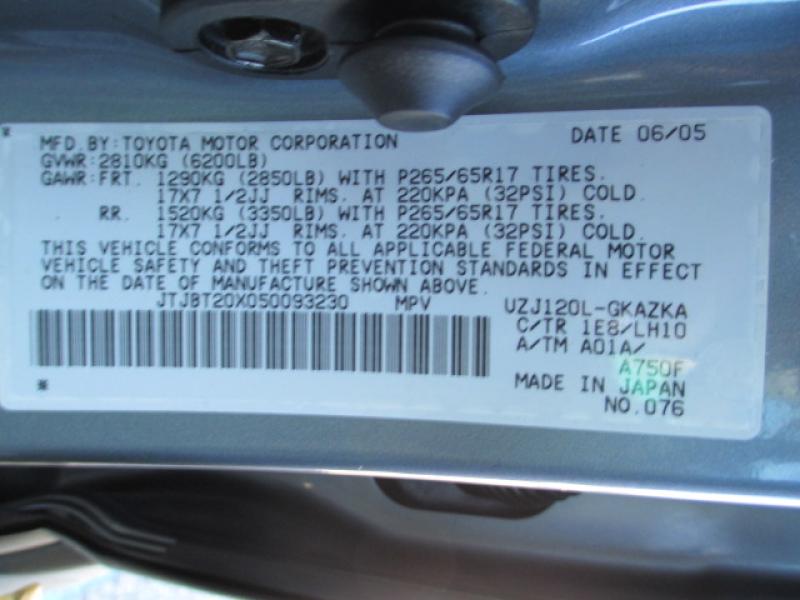 MFD.BY:TOYOTA MOTOR CORPORATION DATE 06/05
GVWR:2810KG (6200LB)
GAWR:FRT. 1290KG (2850LB) WITH P265/65R17 TIRES.
17X7 1/2JJ RIMS. AT 220KPA (32PSI) COLD.
RR. 1520KG (3350LB) WITH P265/65R17 TIRES.
17X7 1/2JJ RIMS. AT 220KPA (32PSI) COLD.
THIS VEHICLE CONFORMS TO ALL APPLICABLE FEDERAL MOTOR
VEHICLE SAFETY AND THEFT PREVENTION STANDARDS IN EFFECT
ON THE DATE OF MANUFACTURE SHOWN ABOVE.
JTJBT20X050093230 MPV UZJ120L-GKAZKA
C/TR 1E8/LH10
A/TM A01A/
A750F
MADE IN JAPAN
NO.076